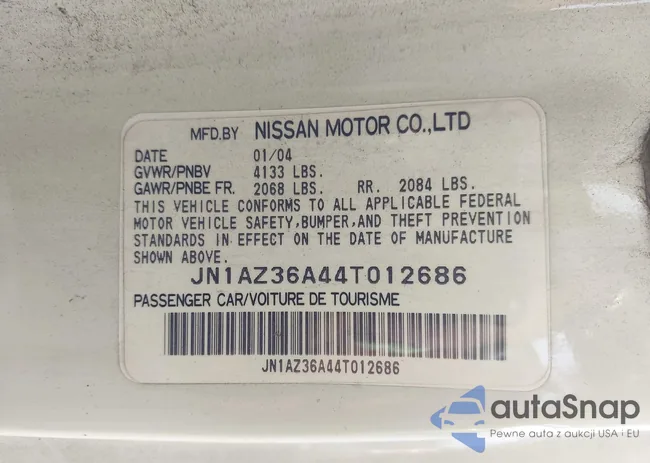 MFD.BY NISSAN MOTOR CO.,LTD
DATE 01/04
GVWR/PNBV 4133 LBS.
GAWR/PNBE FR. 2068 LBS. RR. 2084 LBS.
THIS VEHICLE CONFORMS TO ALL APPLICABLE FEDERAL
MOTOR VEHICLE SAFETY,BUMPER,AND THEFT PREVENTION
STANDARDS IN EFFECT ON THE DATE OF MANUFACTURE
SHOWN ABOVE.
JN1AZ36A44T012686
PASSENGER CAR/VOITURE DE TOURISME
JN1AZ36A44T012686
autoSnap
Pewne auta z aukcji USA i EU